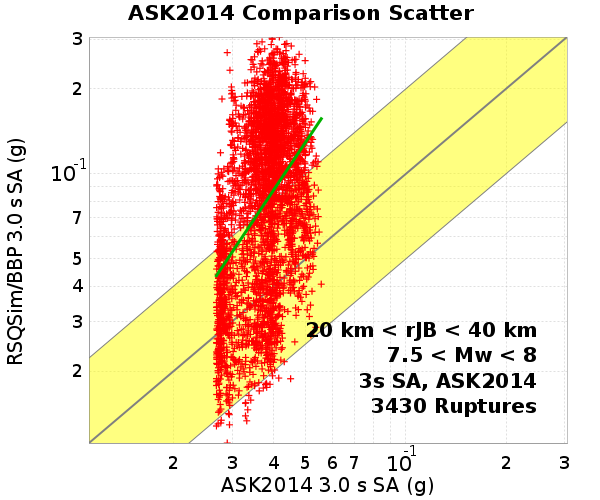 ASK2014 Comparison Scatter
RSQSim/BBP 3.0 s SA (g)
3
2
10^-1
7
5
4
3
2
20 km < rJB < 40 km
7.5 < Mw < 8
3s SA, ASK2014
3430 Ruptures
2 3 4 5 6 7 10^-1 2 3
ASK2014 3.0 s SA (g)